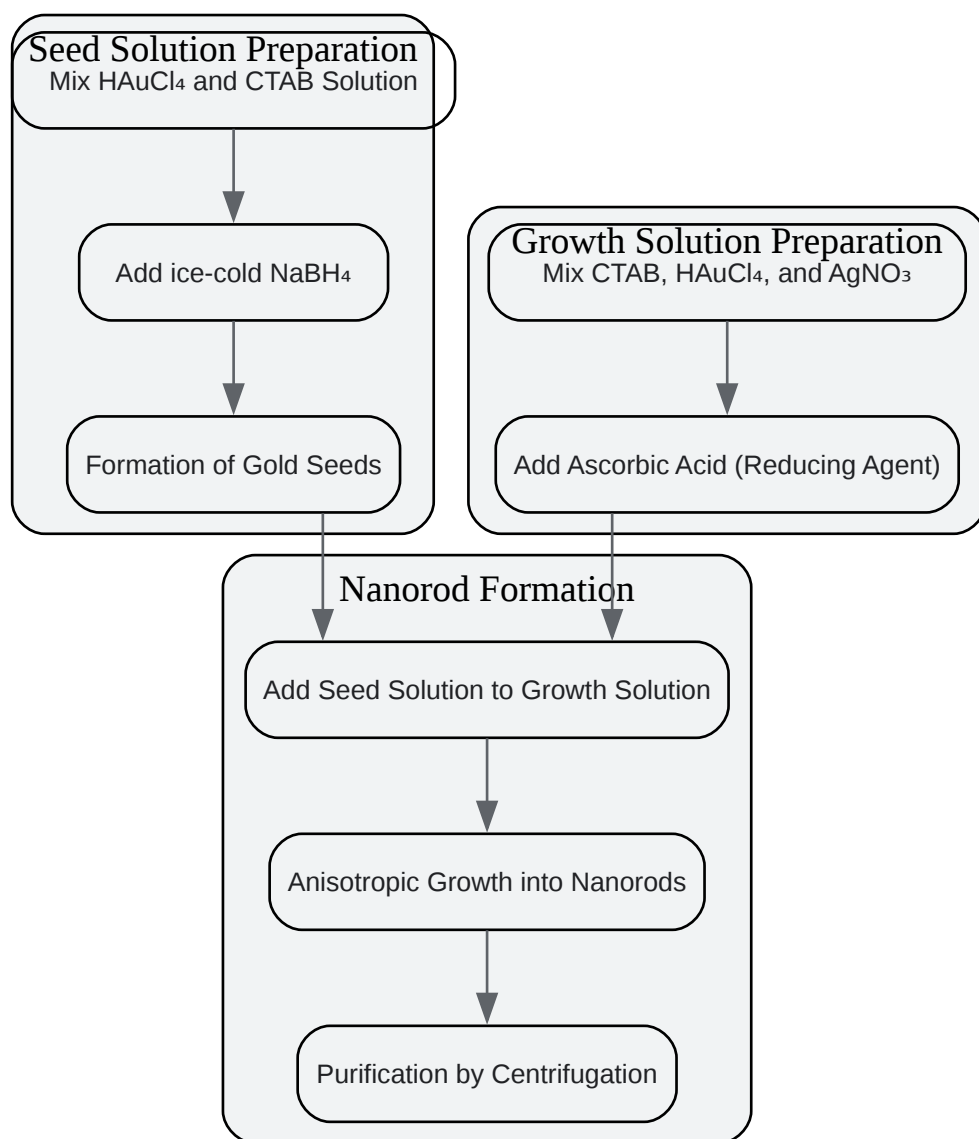 Seed Solution Preparation
Mix HAuCl₄ and CTAB Solution
Add ice-cold NaBH₄
Formation of Gold Seeds
Growth Solution Preparation
Mix CTAB, HAuCl₄, and AgNO₃
Add Ascorbic Acid (Reducing Agent)
Nanorod Formation
Add Seed Solution to Growth Solution
Anisotropic Growth into Nanorods
Purification by Centrifugation